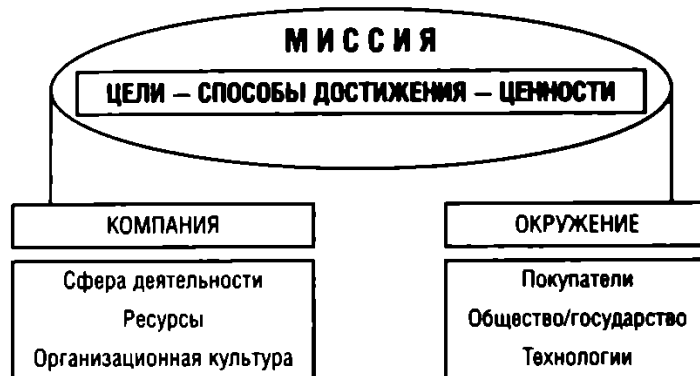 МИССИЯ
ЦЕЛИ – СПОСОБЫ ДОСТИЖЕНИЯ – ЦЕННОСТИ
КОМПАНИЯ
Сфера деятельности
Ресурсы
Организационная культура
ОКРУЖЕНИЕ
Покупатели
Общество/государство
Технологии